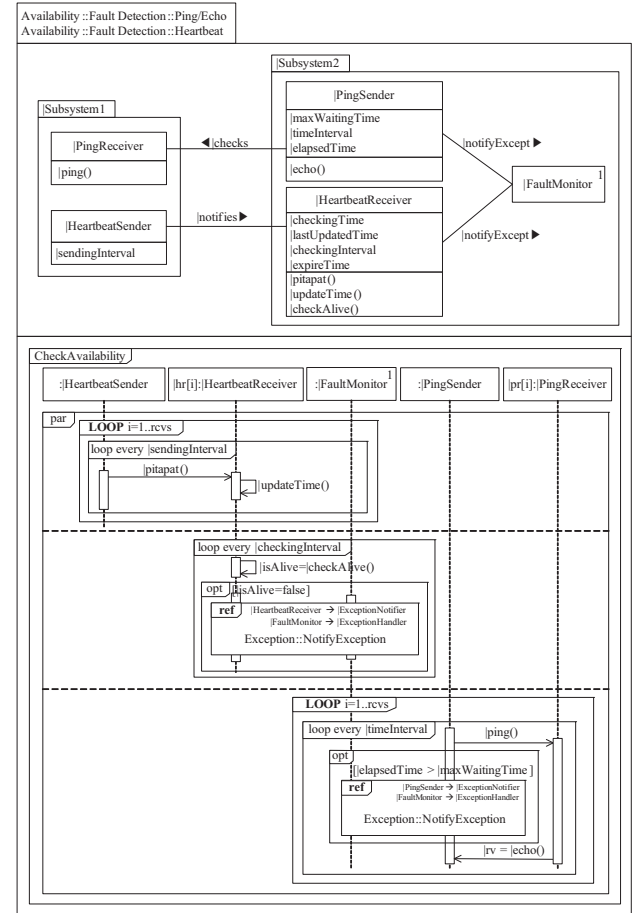 Availability ::Fault Detection::Ping/Echo
Availability ::Fault Detection::Heartbeat
|Subsystem2
|PingSender
|Subsystem1
|maxWaitingTime
|timeInterval
|elapsedTime
|PingReceiver
◀|checks
|notifyExcept ▶
|ping()
|echo()
1
|FaultMonitor
|HeartbeatReceiver
|HeartbeatSender
|notifies▶
|checkingTime
|lastUpdatedTime
|checkingInterval
|expireTime
|notifyExcept▶
|sendingInterval
|pitapat()
|updateTime()
|checkAlive()
CheckAvailability
:|HeartbeatSender |hr[i]:|HeartbeatReceiver :|FaultMonitor 1 :|PingSender |pr[i]:|PingReceiver
par
LOOP i=1..rcvs
loop every |sendingInterval
|pitapat()
|updateTime()
loop every |checkingInterval
|isAlive=|checkAlive()
opt [|isAlive=false]
ref |HeartbeatReceiver → |ExceptionNotifier
|FaultMonitor → |ExceptionHandler
Exception::NotifyException
LOOP i=1..rcvs
loop every |timeInterval
|ping()
opt
[|elapsedTime > |maxWaitingTime]
ref |PingSender → |ExceptionNotifier
|FaultMonitor → |ExceptionHandler
Exception::NotifyException
|rv = |echo()